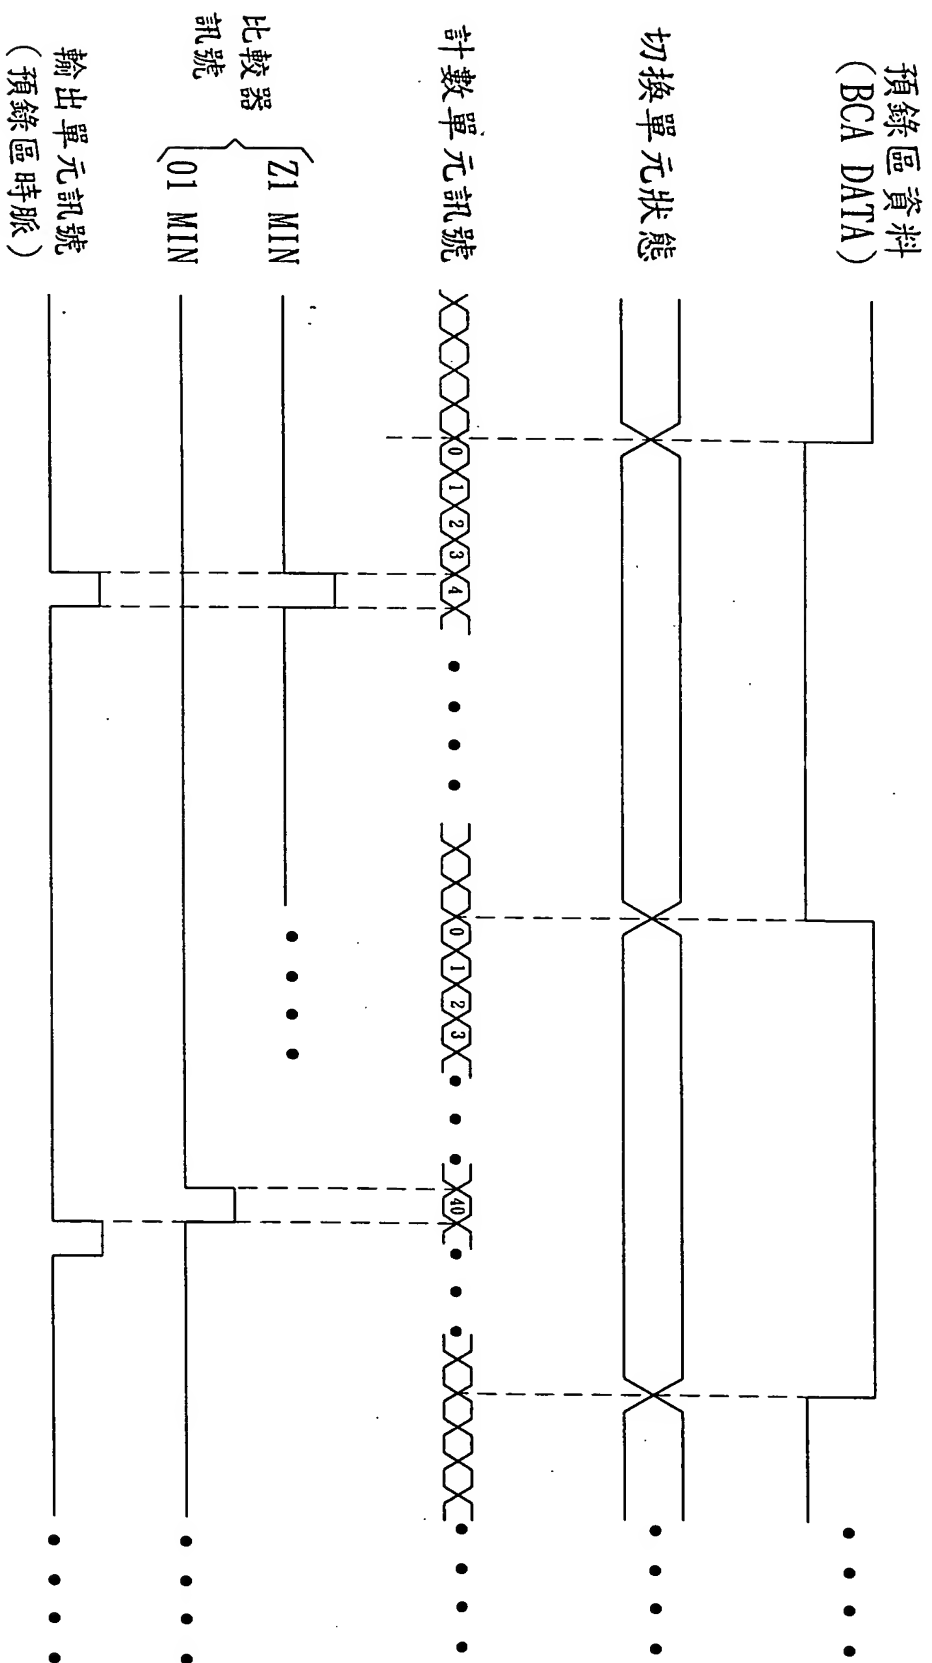 預錄區資料
(BCA DATA)
切換單元狀態
計數單元訊號
0 1 2 3 4
0 1 2 3
40
比較器
訊號
Z1 MIN
O1 MIN
輸出單元訊號
(預錄區時脈)